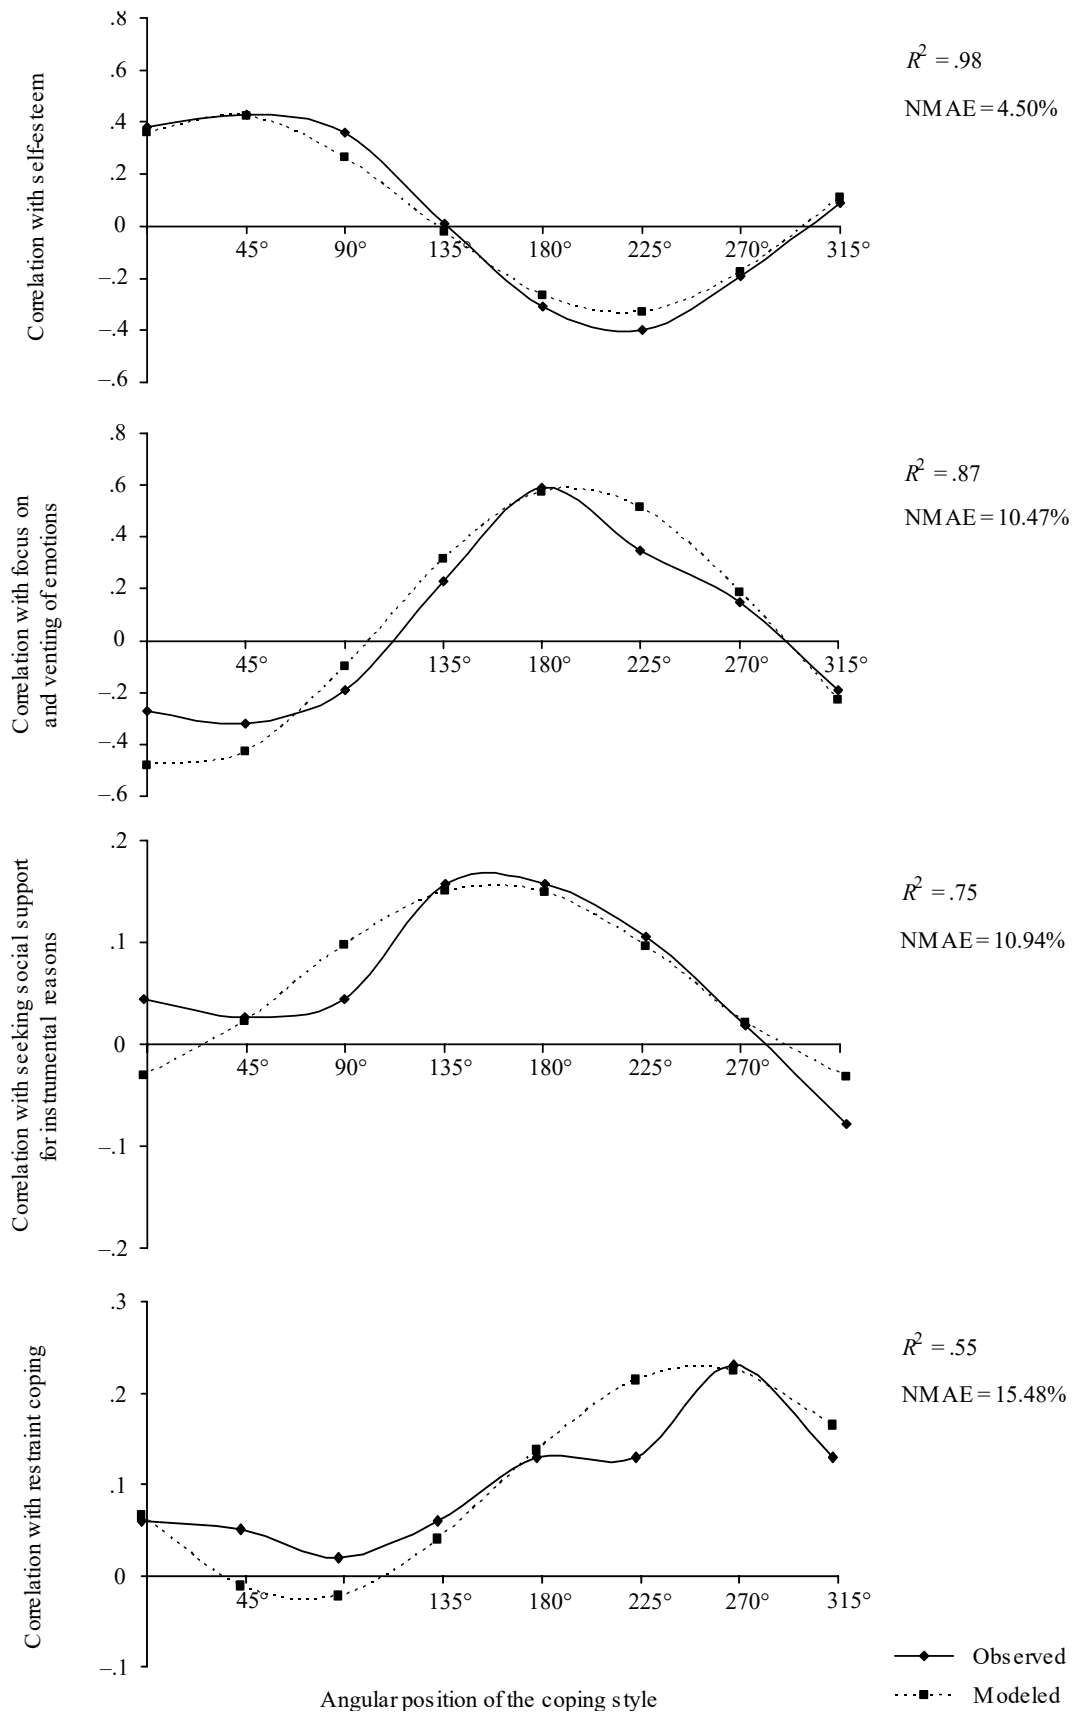 .8
.6
.4
.2
0
–.2
–.4
–.6
Correlation with self-esteem
45° 90° 135° 180° 225° 270° 315°
R² = .98
NMAE = 4.50%
.8
.6
.4
.2
0
–.2
–.4
–.6
Correlation with focus on
and venting of emotions
45° 90° 135° 180° 225° 270° 315°
R² = .87
NMAE = 10.47%
.2
.1
0
–.1
–.2
Correlation with seeking social support
for instrumental reasons
45° 90° 135° 180° 225° 270° 315°
R² = .75
NMAE = 10.94%
.3
.2
.1
0
–.1
Correlation with restraint coping
45° 90° 135° 180° 225° 270° 315°
R² = .55
NMAE = 15.48%
Observed
Modeled
Angular position of the coping style